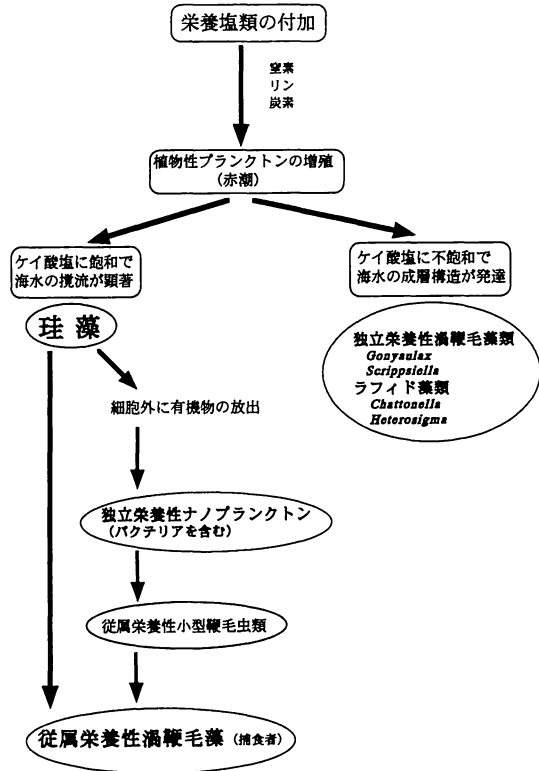 栄養塩類の付加
窒素
リン
炭素
植物性プランクトンの増殖
(赤潮)
ケイ酸塩に飽和で
海水の攪流が顕著
ケイ酸塩に不飽和で
海水の成層構造が発達
珪藻
独立栄養性渦鞭毛藻類
Gonyaulax
Scrippsiella
ラフィド藻類
Chattonella
Heterosigma
細胞外に有機物の放出
独立栄養性ナノプランクトン
(バクテリアを含む)
従属栄養性小型鞭毛虫類
従属栄養性渦鞭毛藻 (捕食者)